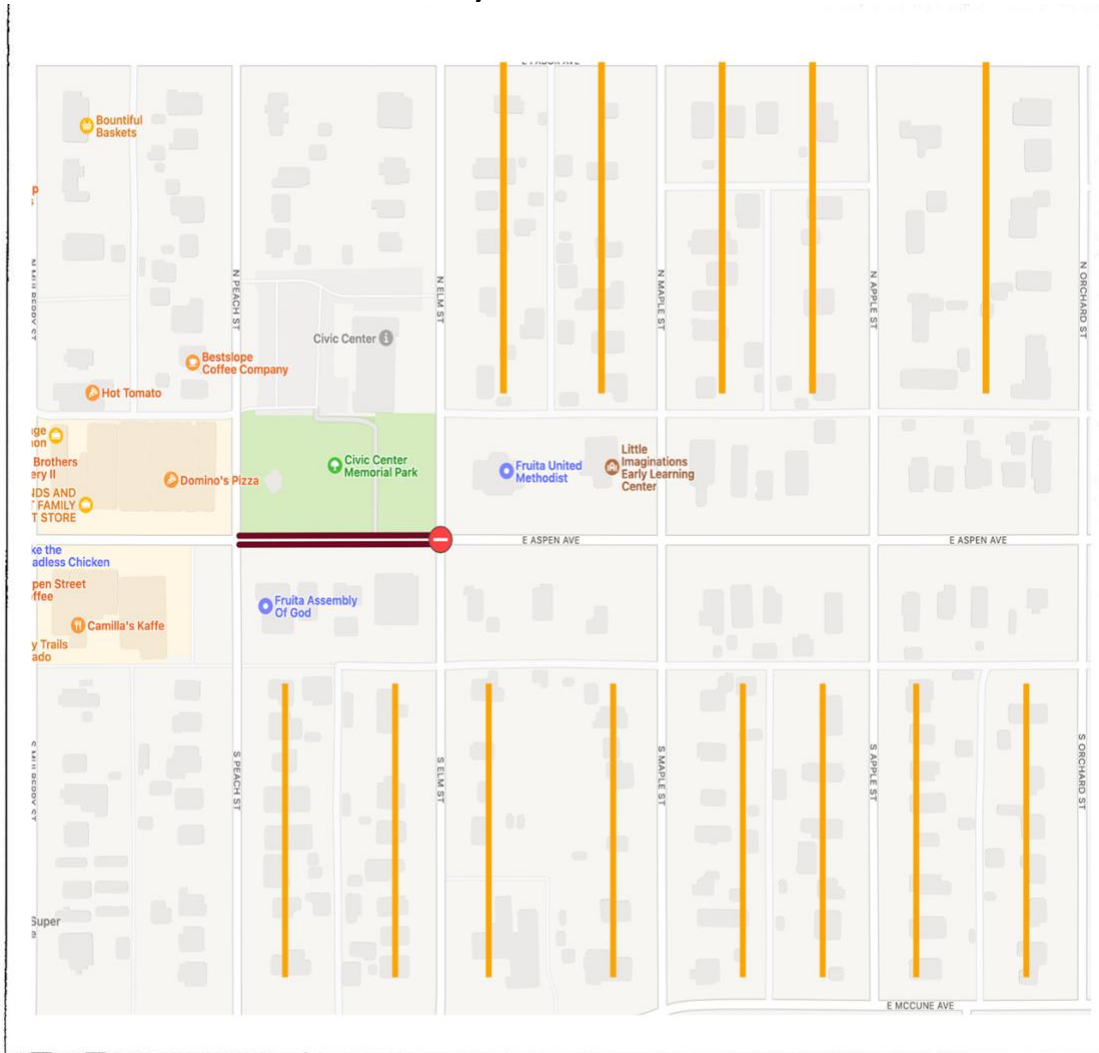 Bountiful
Baskets
N PEACH ST
N ELM ST
N MAPLE ST
N APPLE ST
N ORCHARD ST
Civic Center
Bestslope
Coffee Company
Hot Tomato
Brothers
Domino's Pizza
Civic Center
Memorial Park
Fruita United
Methodist
Little
Imaginations
Early Learning
Center
NDS AND
T FAMILY
T STORE
E ASPEN AVE
E ASPEN AVE
ke the
adless Chicken
pen Street
ffee
Camilla's Kaffe
y Trails
ado
Fruita Assembly
Of God
S PEACH ST
S ELM ST
S MAPLE ST
S APPLE ST
S ORCHARD ST
Super
E MCCUNE AVE